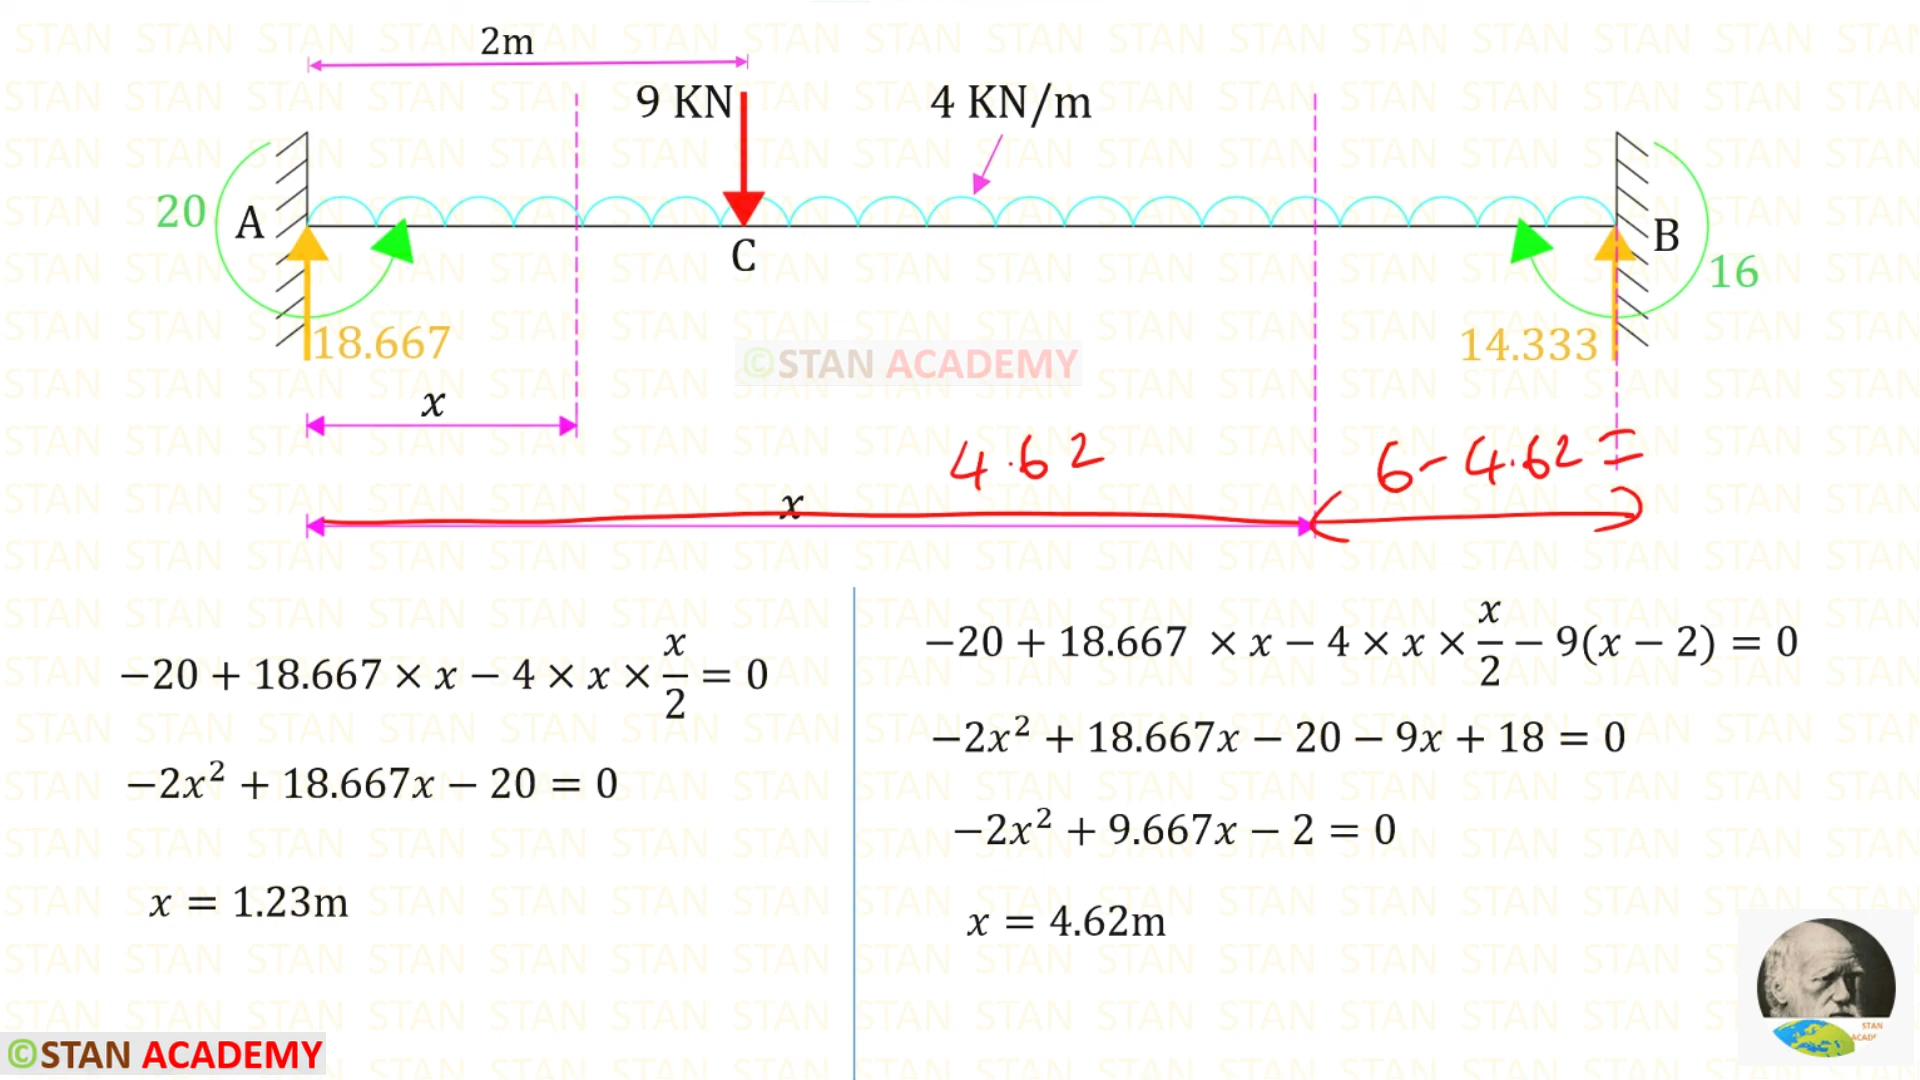 2m
9 KN
4 KN/m
20
A
C
B
16
18.667
14.333
©STAN ACADEMY
x
4.62
6-4.62=
x
−20 + 18.667 × x − 4 × x × x/2 = 0
−2x² + 18.667x − 20 = 0
x = 1.23m
−20 + 18.667 × x − 4 × x × x/2 − 9(x − 2) = 0
−2x² + 18.667x − 20 − 9x + 18 = 0
−2x² + 9.667x − 2 = 0
x = 4.62m
©STAN ACADEMY
STAN